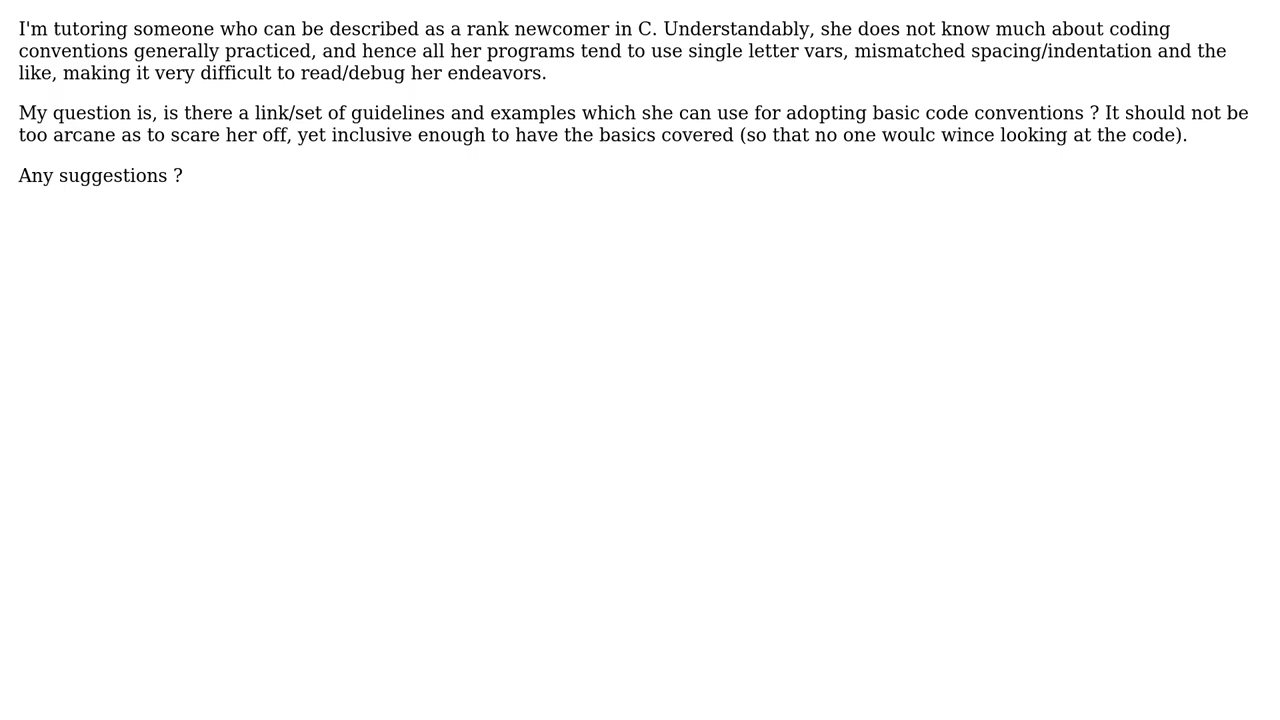 I'm tutoring someone who can be described as a rank newcomer in C. Understandably, she does not know much about coding
conventions generally practiced, and hence all her programs tend to use single letter vars, mismatched spacing/indentation and the
like, making it very difficult to read/debug her endeavors.
My question is, is there a link/set of guidelines and examples which she can use for adopting basic code conventions ? It should not be
too arcane as to scare her off, yet inclusive enough to have the basics covered (so that no one woulc wince looking at the code).
Any suggestions ?